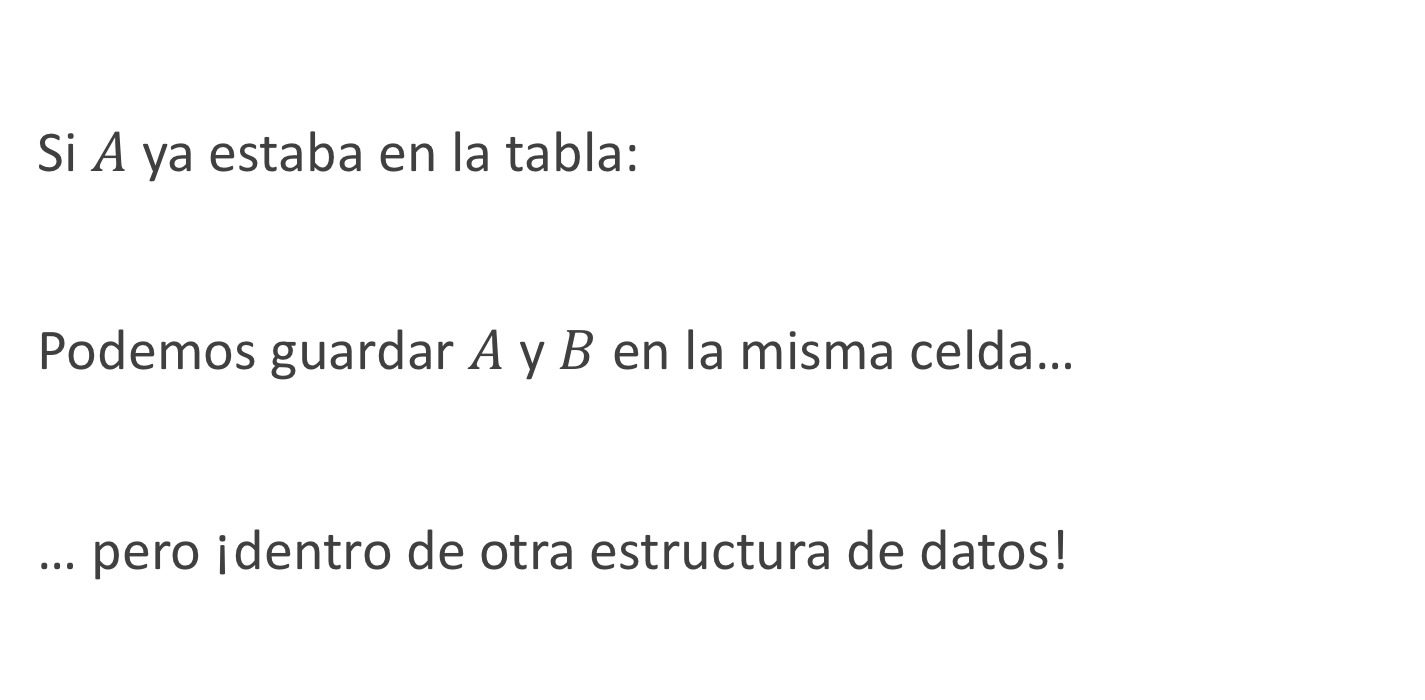 Si A ya estaba en la tabla:
Podemos guardar A y B en la misma celda...
... pero ¡dentro de otra estructura de datos!